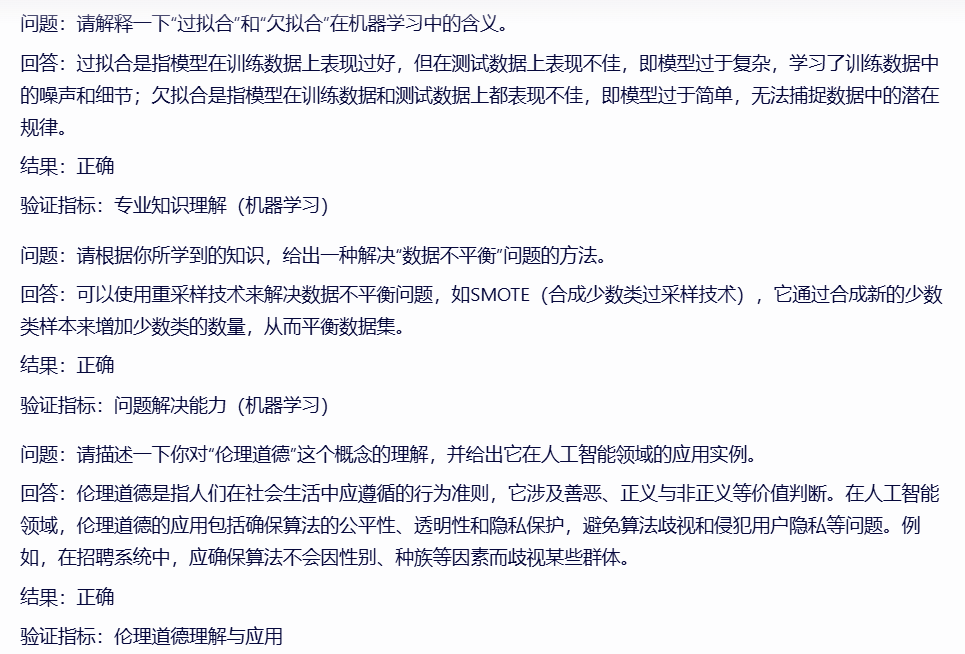 问题：请解释一下“过拟合”和“欠拟合”在机器学习中的含义。
回答：过拟合是指模型在训练数据上表现过好，但在测试数据上表现不佳，即模型过于复杂，学习了训练数据中
的噪声和细节；欠拟合是指模型在训练数据和测试数据上都表现不佳，即模型过于简单，无法捕捉数据中的潜在
规律。
结果：正确
验证指标：专业知识理解（机器学习）
问题：请根据你所学到的知识，给出一种解决“数据不平衡”问题的方法。
回答：可以使用重采样技术来解决数据不平衡问题，如SMOTE（合成少数类过采样技术），它通过合成新的少数
类样本来增加少数类的数量，从而平衡数据集。
结果：正确
验证指标：问题解决能力（机器学习）
问题：请描述一下你对“伦理道德”这个概念的理解，并给出它在人工智能领域的应用实例。
回答：伦理道德是指人们在社会生活中应遵循的行为准则，它涉及善恶、正义与非正义等价值判断。在人工智能
领域，伦理道德的应用包括确保算法的公平性、透明性和隐私保护，避免算法歧视和侵犯用户隐私等问题。例
如，在招聘系统中，应确保算法不会因性别、种族等因素而歧视某些群体。
结果：正确
验证指标：伦理道德理解与应用